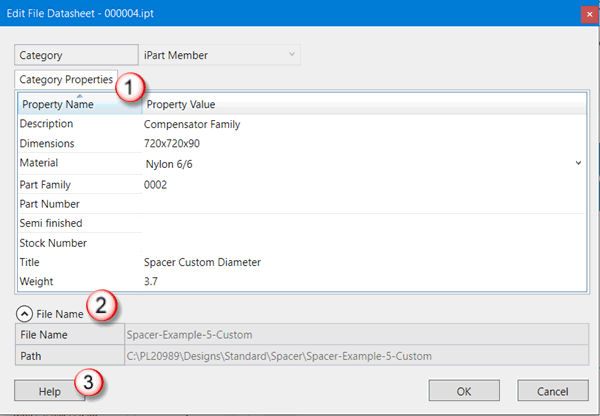 Edit File Datasheet - 000004.ipt
Category iPart Member
Category Properties
1
Property Name Property Value
Description Compensator Family
Dimensions 720x720x90
Material Nylon 6/6
Part Family 0002
Part Number
Semi finished
Stock Number
Title Spacer Custom Diameter
Weight 3.7
2
File Name
File Name Spacer-Example-5-Custom
Path C:\PL20989\Designs\Standard\Spacer\Spacer-Example-5-Custom
3
Help OK Cancel